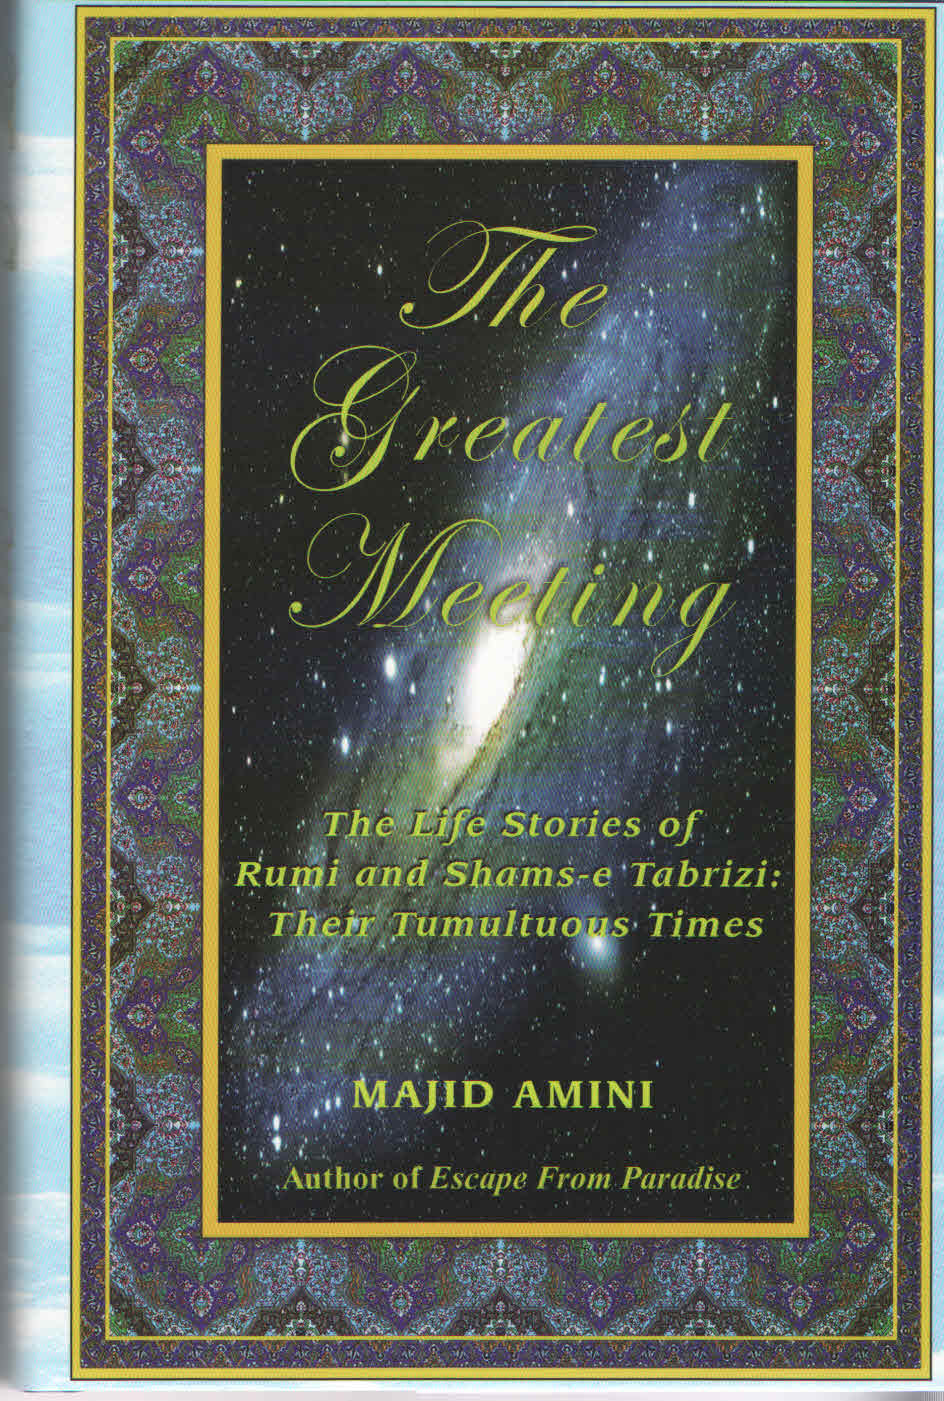 The
Greatest
Meeting
The Life Stories of
Rumi and Shams-e Tabrizi:
Their Tumultuous Times
MAJID AMINI
Author of Escape From Paradise